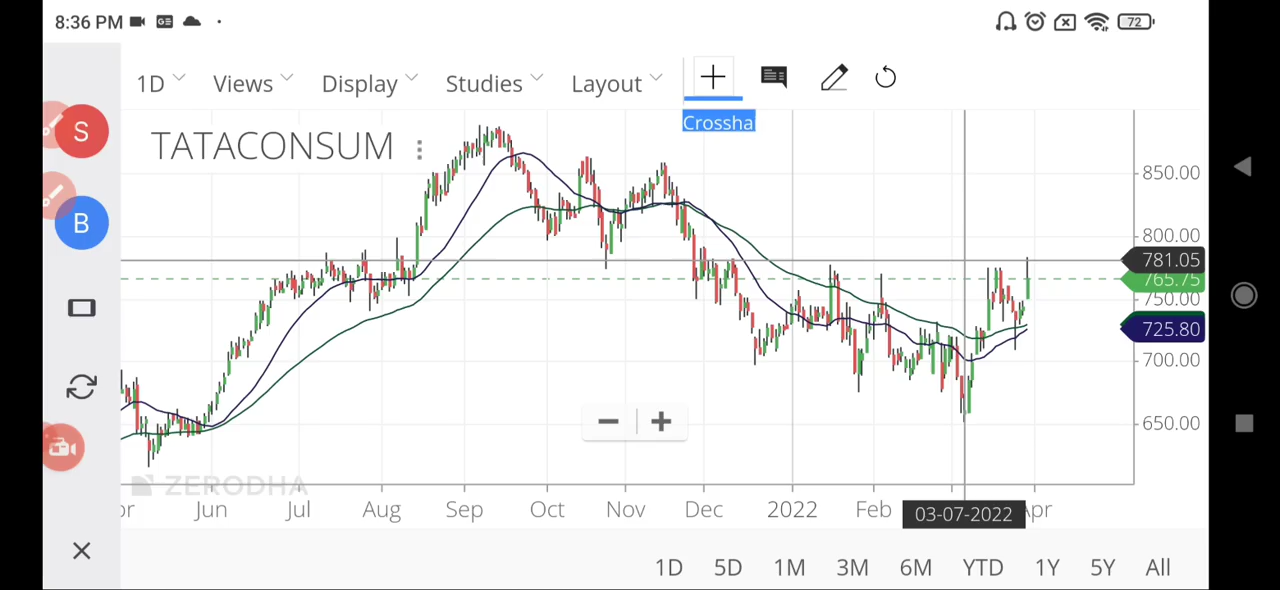 8:36 PM
72
1D Views Display Studies Layout
Crossha
S
TATACONSUM
B
850.00
800.00
781.05
765.75
750.00
725.80
700.00
650.00
ZERODHA
Jun Jul Aug Sep Oct Nov Dec 2022 Feb 03-07-2022 Apr
1D 5D 1M 3M 6M YTD 1Y 5Y All